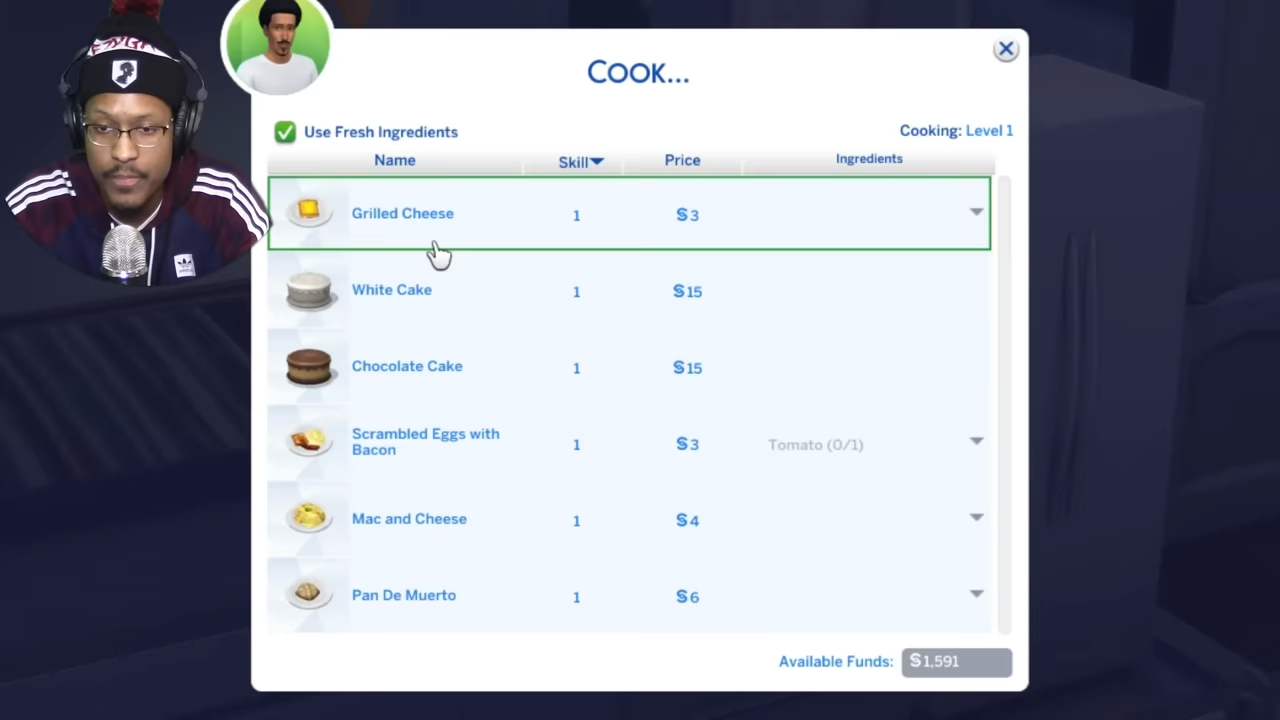 Cook...
Use Fresh Ingredients
Cooking: Level 1
Name Skill Price Ingredients
Grilled Cheese 1 §3
White Cake 1 §15
Chocolate Cake 1 §15
Scrambled Eggs with
Bacon 1 §3 Tomato (0/1)
Mac and Cheese 1 §4
Pan De Muerto 1 §6
Available Funds: §1,591